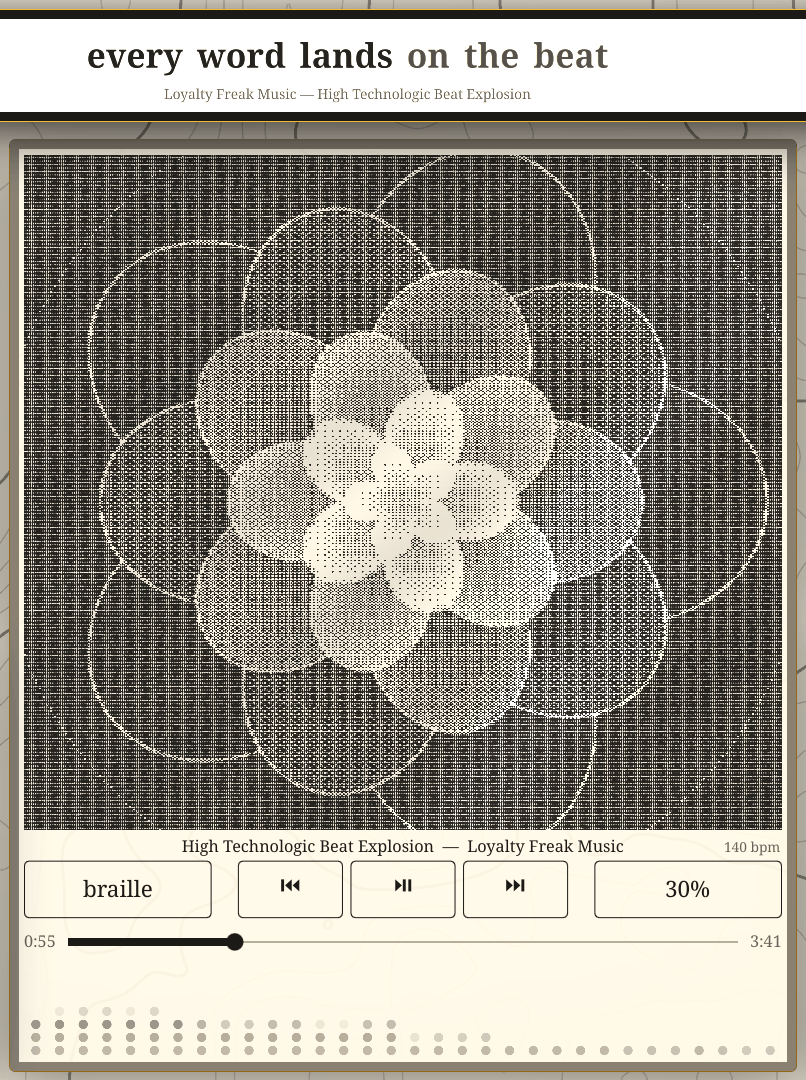 every word lands on the beat
Loyalty Freak Music — High Technologic Beat Explosion
High Technologic Beat Explosion — Loyalty Freak Music
140 bpm
braille
30%
0:55
3:41